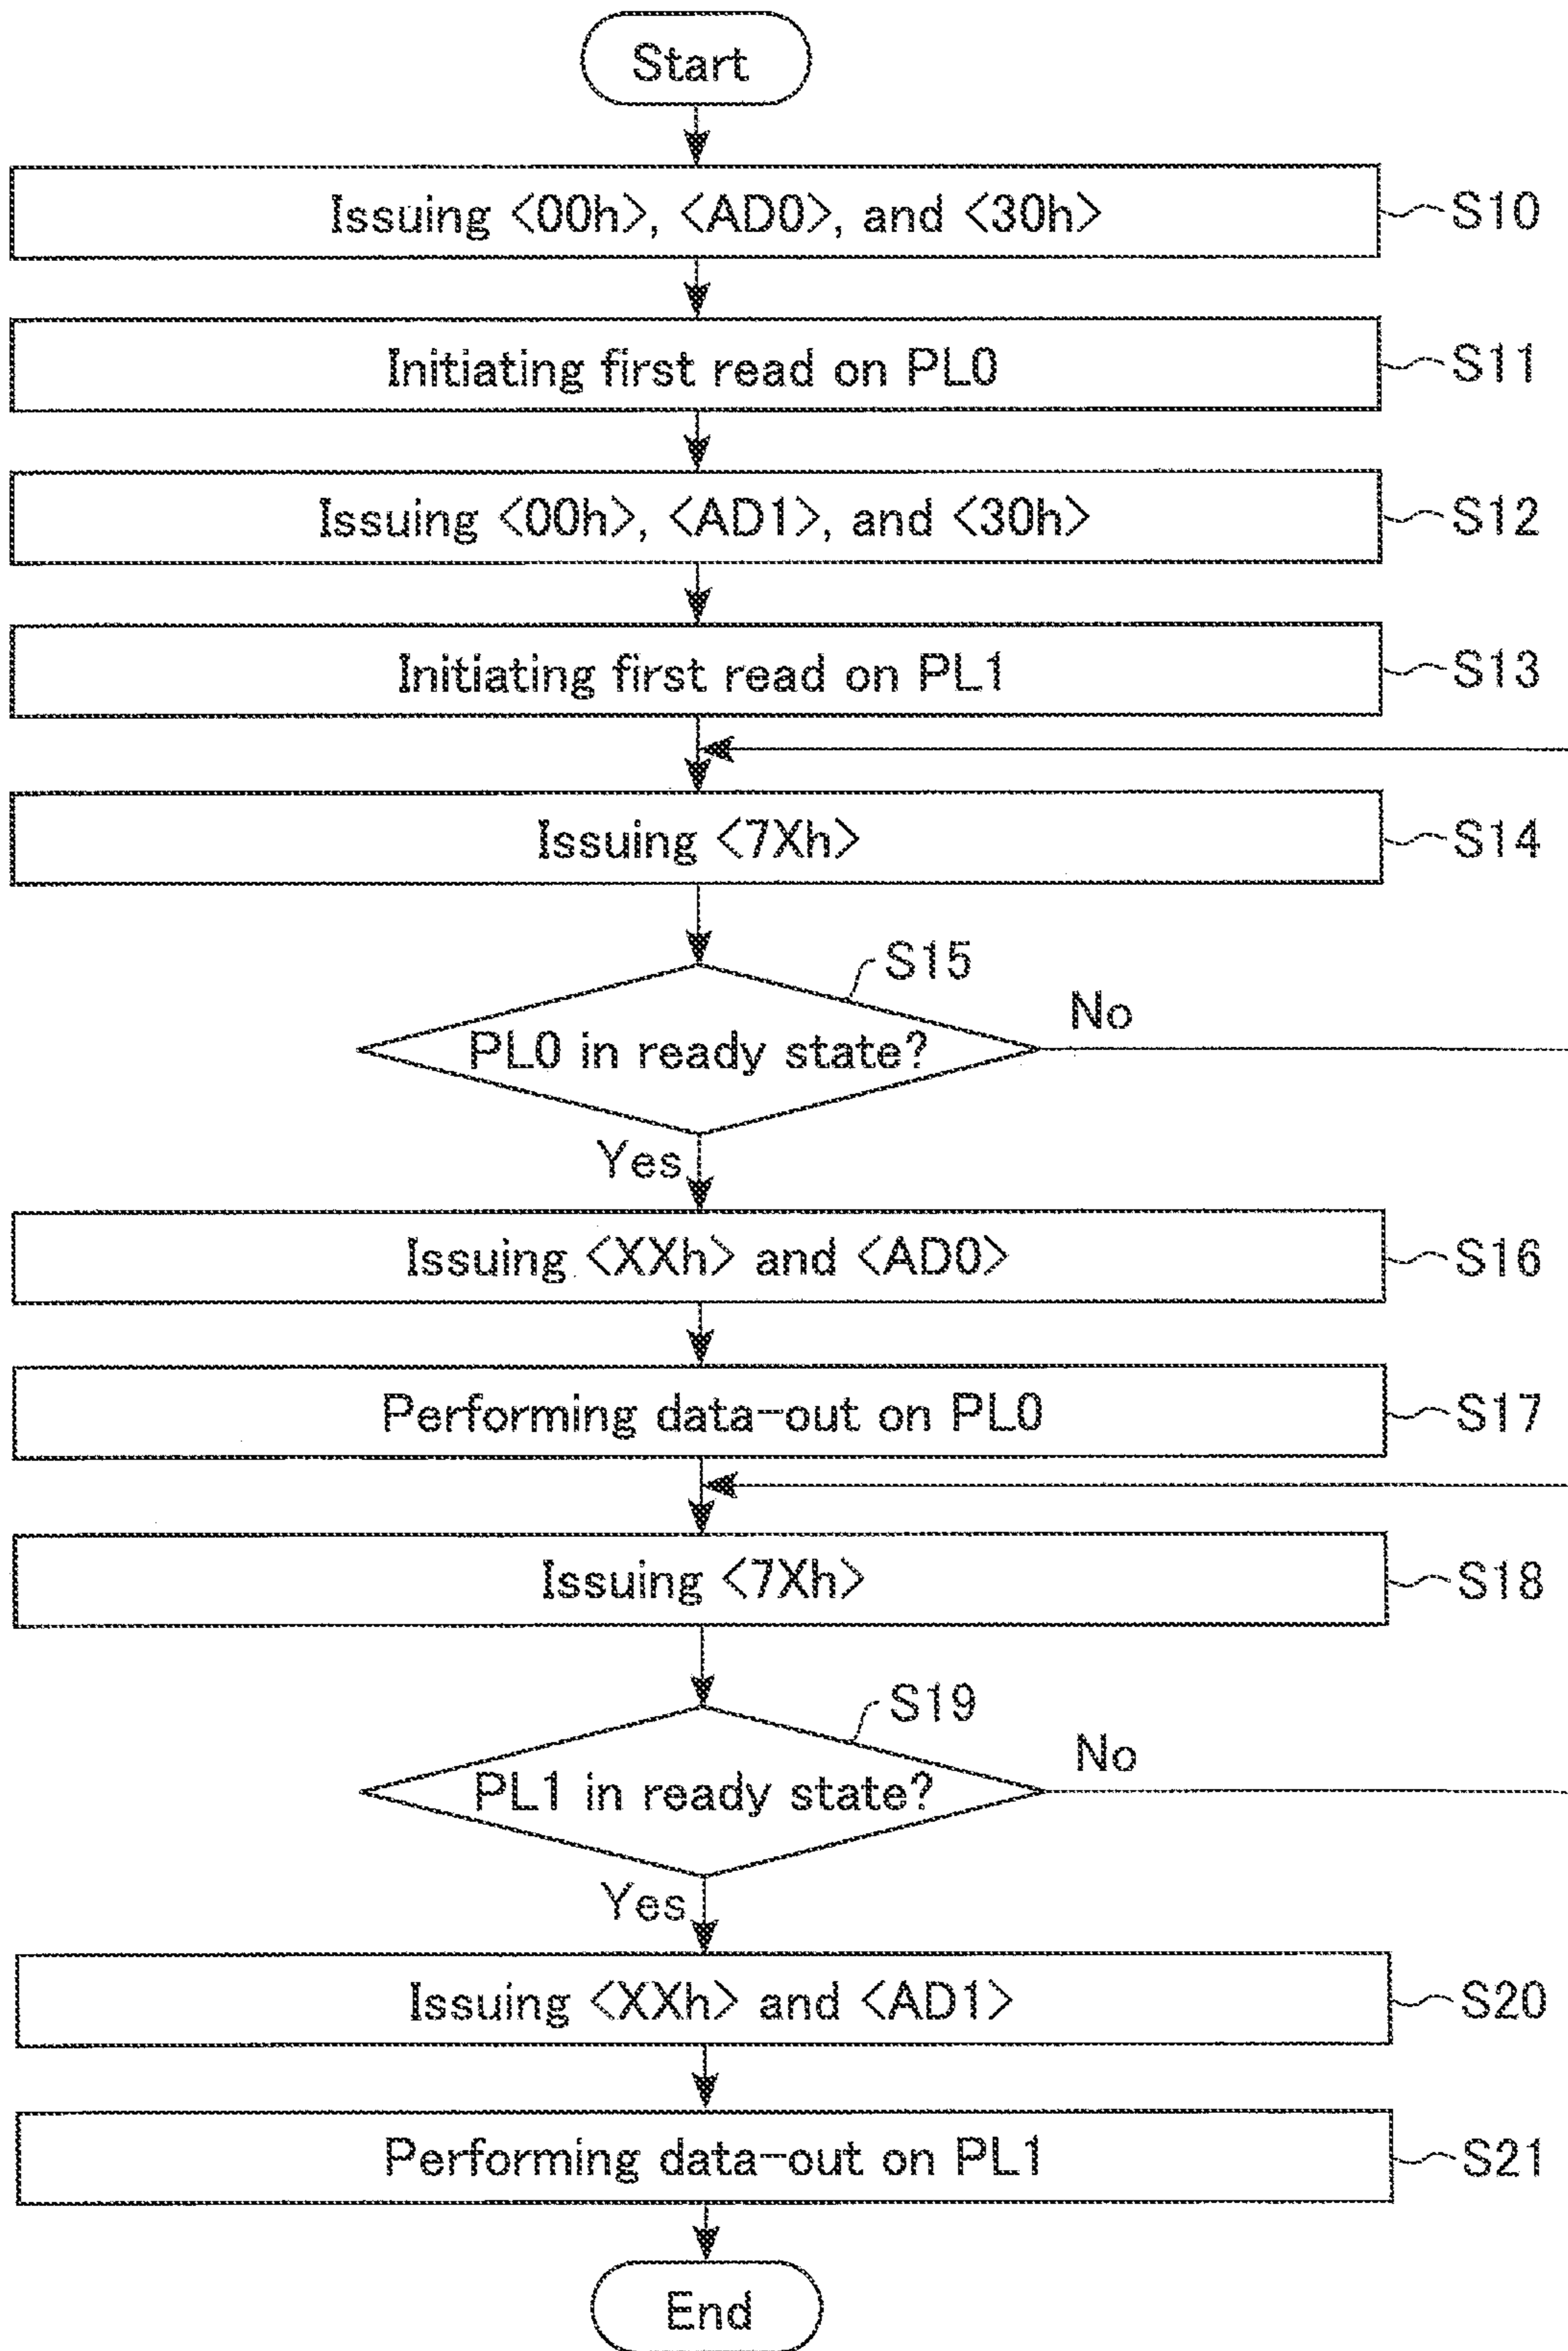 Start
Issuing <00h>, <AD0>, and <30h> S10
Initiating first read on PL0 S11
Issuing <00h>, <AD1>, and <30h> S12
Initiating first read on PL1 S13
Issuing <7Xh> S14
S15
No
PL0 in ready state?
Yes
Issuing <XXh> and <AD0> S16
Performing data-out on PL0 S17
Issuing <7Xh> S18
S19
No
PL1 in ready state?
Yes
Issuing <XXh> and <AD1> S20
Performing data-out on PL1 S21
End